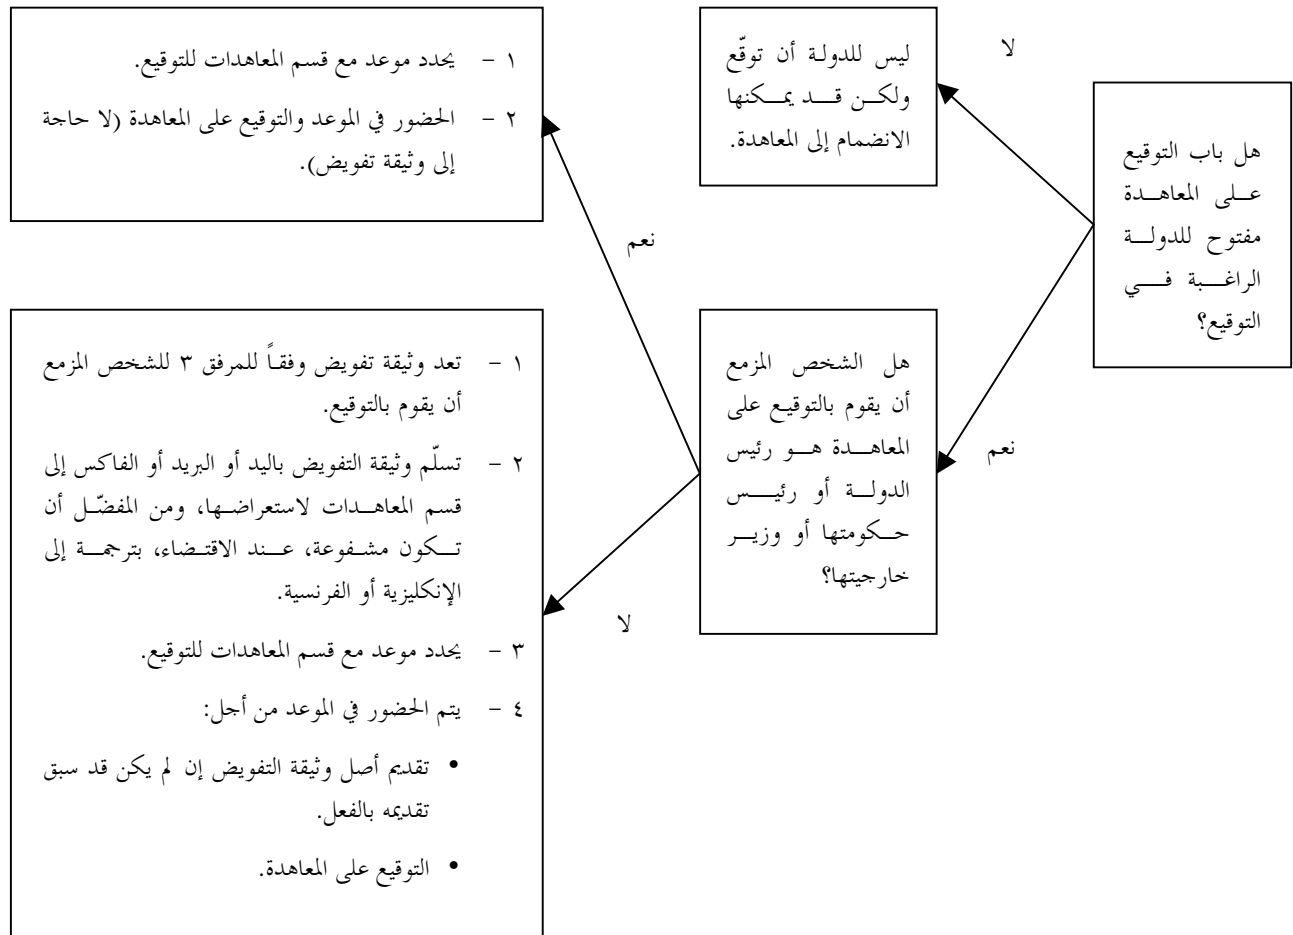 هل باب التوقيع
على المعاهدة
مفتوح للدولة
الراغبة في
التوقيع؟
لا
ليس للدولة أن توقّع
ولكن قد يمكنها
الانضمام إلى المعاهدة.
نعم
هل الشخص المزمع
أن يقوم بالتوقيع على
المعاهدة هو رئيس
الدولة أو رئيس
حكومتها أو وزير
خارجيتها؟
نعم
١ - يحدد موعد مع قسم المعاهدات للتوقيع.
٢ - الحضور في الموعد والتوقيع على المعاهدة (لا حاجة
إلى وثيقة تفويض).
لا
١ - تعد وثيقة تفويض وفقاً للمرفق ٣ للشخص المزمع
أن يقوم بالتوقيع.
٢ - تسلّم وثيقة التفويض باليد أو البريد أو الفاكس إلى
قسم المعاهدات لاستعراضها، ومن المفضّل أن
تكون مشفوعة، عند الاقتضاء، بترجمة إلى
الإنكليزية أو الفرنسية.
٣ - يحدد موعد مع قسم المعاهدات للتوقيع.
٤ - يتم الحضور في الموعد من أجل:
• تقديم أصل وثيقة التفويض إن لم يكن قد سبق
تقديمه بالفعل.
• التوقيع على المعاهدة.